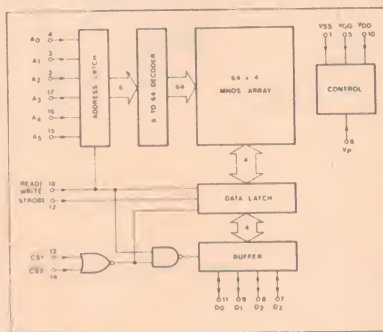 A0 4
A1 3
A2 2
A3 17
A4 16
A5 15
ADDRESS LATCH
6
6 TO 64 DECODER
64
64 x 4
MNOS ARRAY
VSS VGG VDD
1 5 10
CONTROL
6
Vp
4
READ/ 18
WRITE
STROBE
12
DATA LATCH
4
CS1 13
CS2 14
BUFFER
11 9 8 7
D0 D1 D2 D3